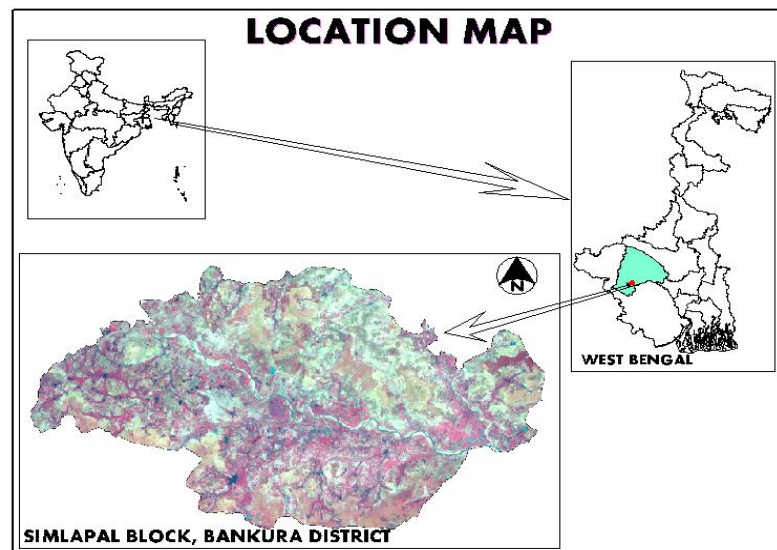 LOCATION MAP
WEST BENGAL
N
SIMLAPAL BLOCK, BANKURA DISTRICT